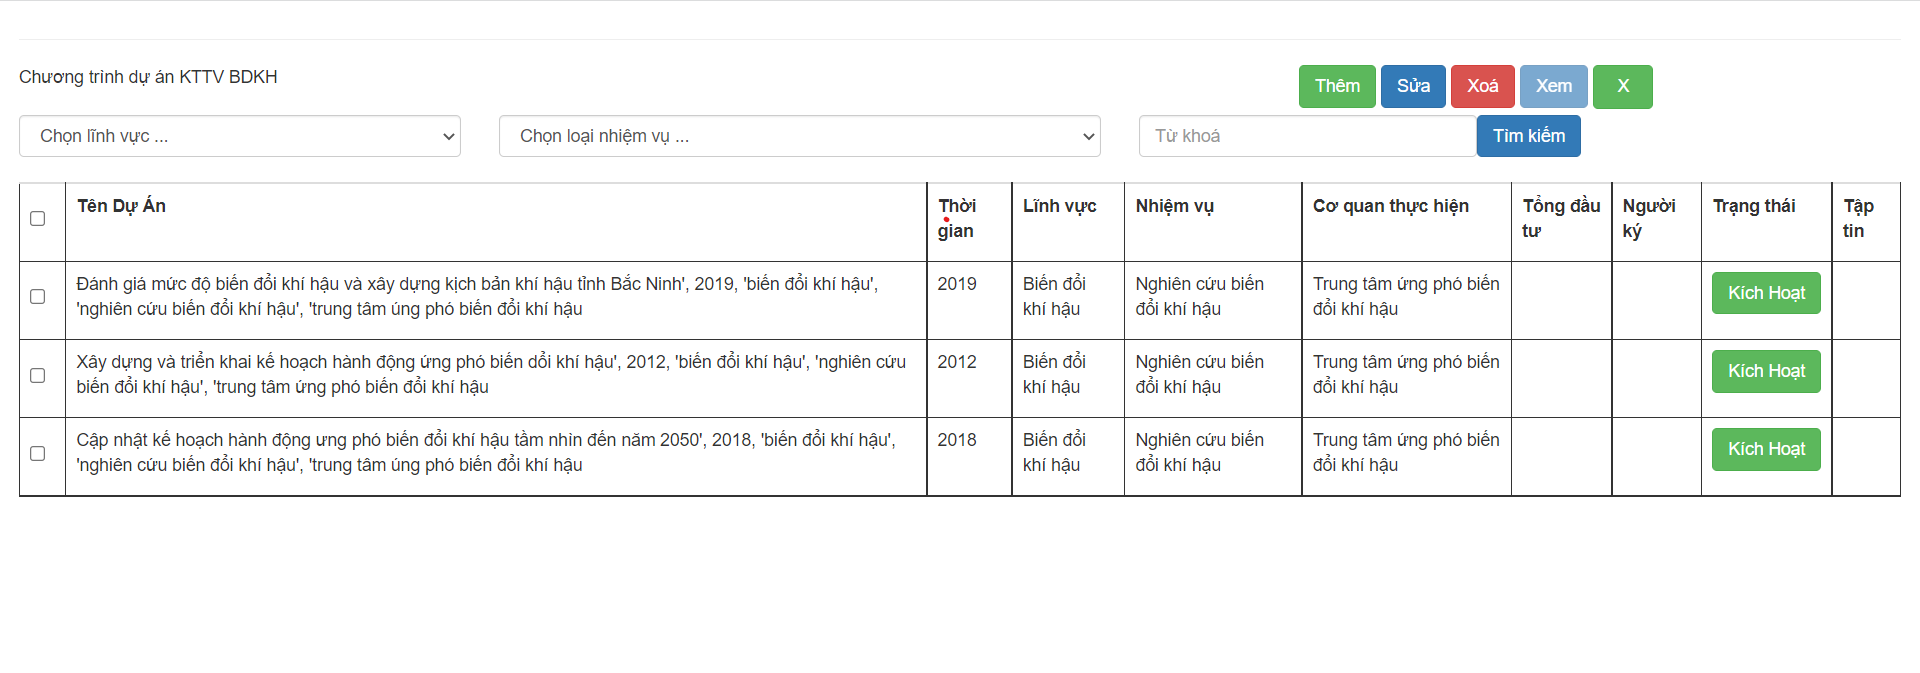 Chương trình dự án KTTV BDKH
Thêm Sửa Xoá Xem X
Chọn lĩnh vực ... Chọn loại nhiệm vụ ... Từ khoá Tìm kiếm
Tên Dự Án Thời Lĩnh vực Nhiệm vụ Cơ quan thực hiện Tổng đầu Người Trạng thái Tập
gian tư ký tin
Đánh giá mức độ biến đổi khí hậu và xây dựng kịch bản khí hậu tỉnh Bắc Ninh', 2019, 'biến đổi khí hậu', 2019 Biến đổi Nghiên cứu biến Trung tâm ứng phó biến Kích Hoạt
'nghiên cứu biến đổi khí hậu', 'trung tâm úng phó biến đổi khí hậu khí hậu đổi khí hậu đổi khí hậu
Xây dựng và triển khai kế hoạch hành động ứng phó biến dổi khí hậu', 2012, 'biến đổi khí hậu', 'nghiên cứu 2012 Biến đổi Nghiên cứu biến Trung tâm ứng phó biến Kích Hoạt
biến đổi khí hậu', 'trung tâm ứng phó biến đổi khí hậu khí hậu đổi khí hậu đổi khí hậu
Cập nhật kế hoạch hành động ưng phó biến đổi khí hậu tầm nhìn đến năm 2050', 2018, 'biến đổi khí hậu', 2018 Biến đổi Nghiên cứu biến Trung tâm ứng phó biến Kích Hoạt
'nghiên cứu biến đổi khí hậu', 'trung tâm úng phó biến đổi khí hậu khí hậu đổi khí hậu đổi khí hậu